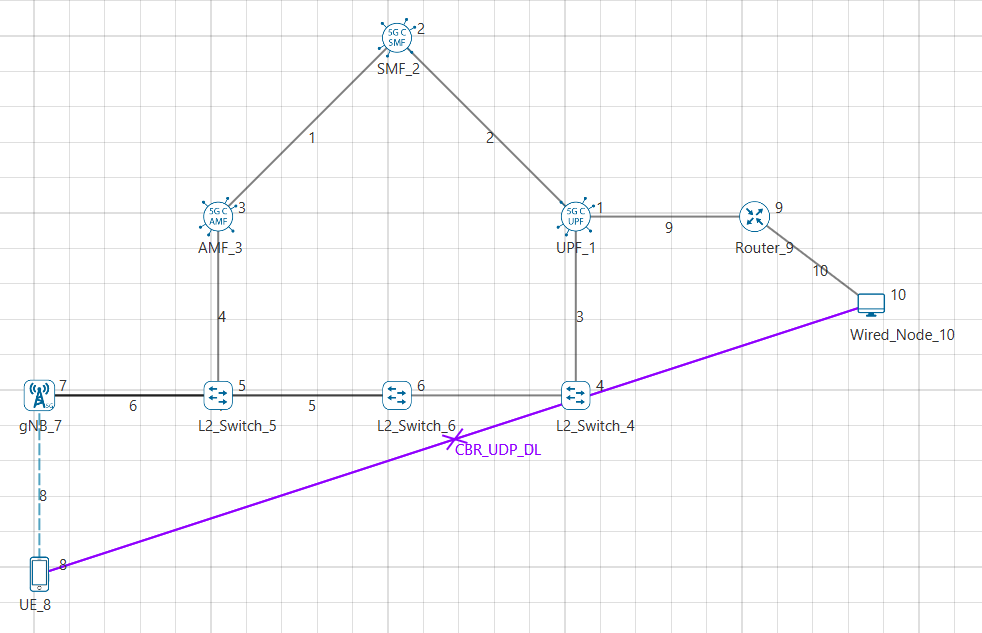 5G C
SMF
2
SMF_2
1
2
5G C
AMF
3
AMF_3
5G C
UPF
1
UPF_1
9
9
Router_9
10
10
Wired_Node_10
4
3
5G
7
gNB_7
6
5
L2_Switch_5
5
6
L2_Switch_6
4
L2_Switch_4
CBR_UDP_DL
8
8
UE_8